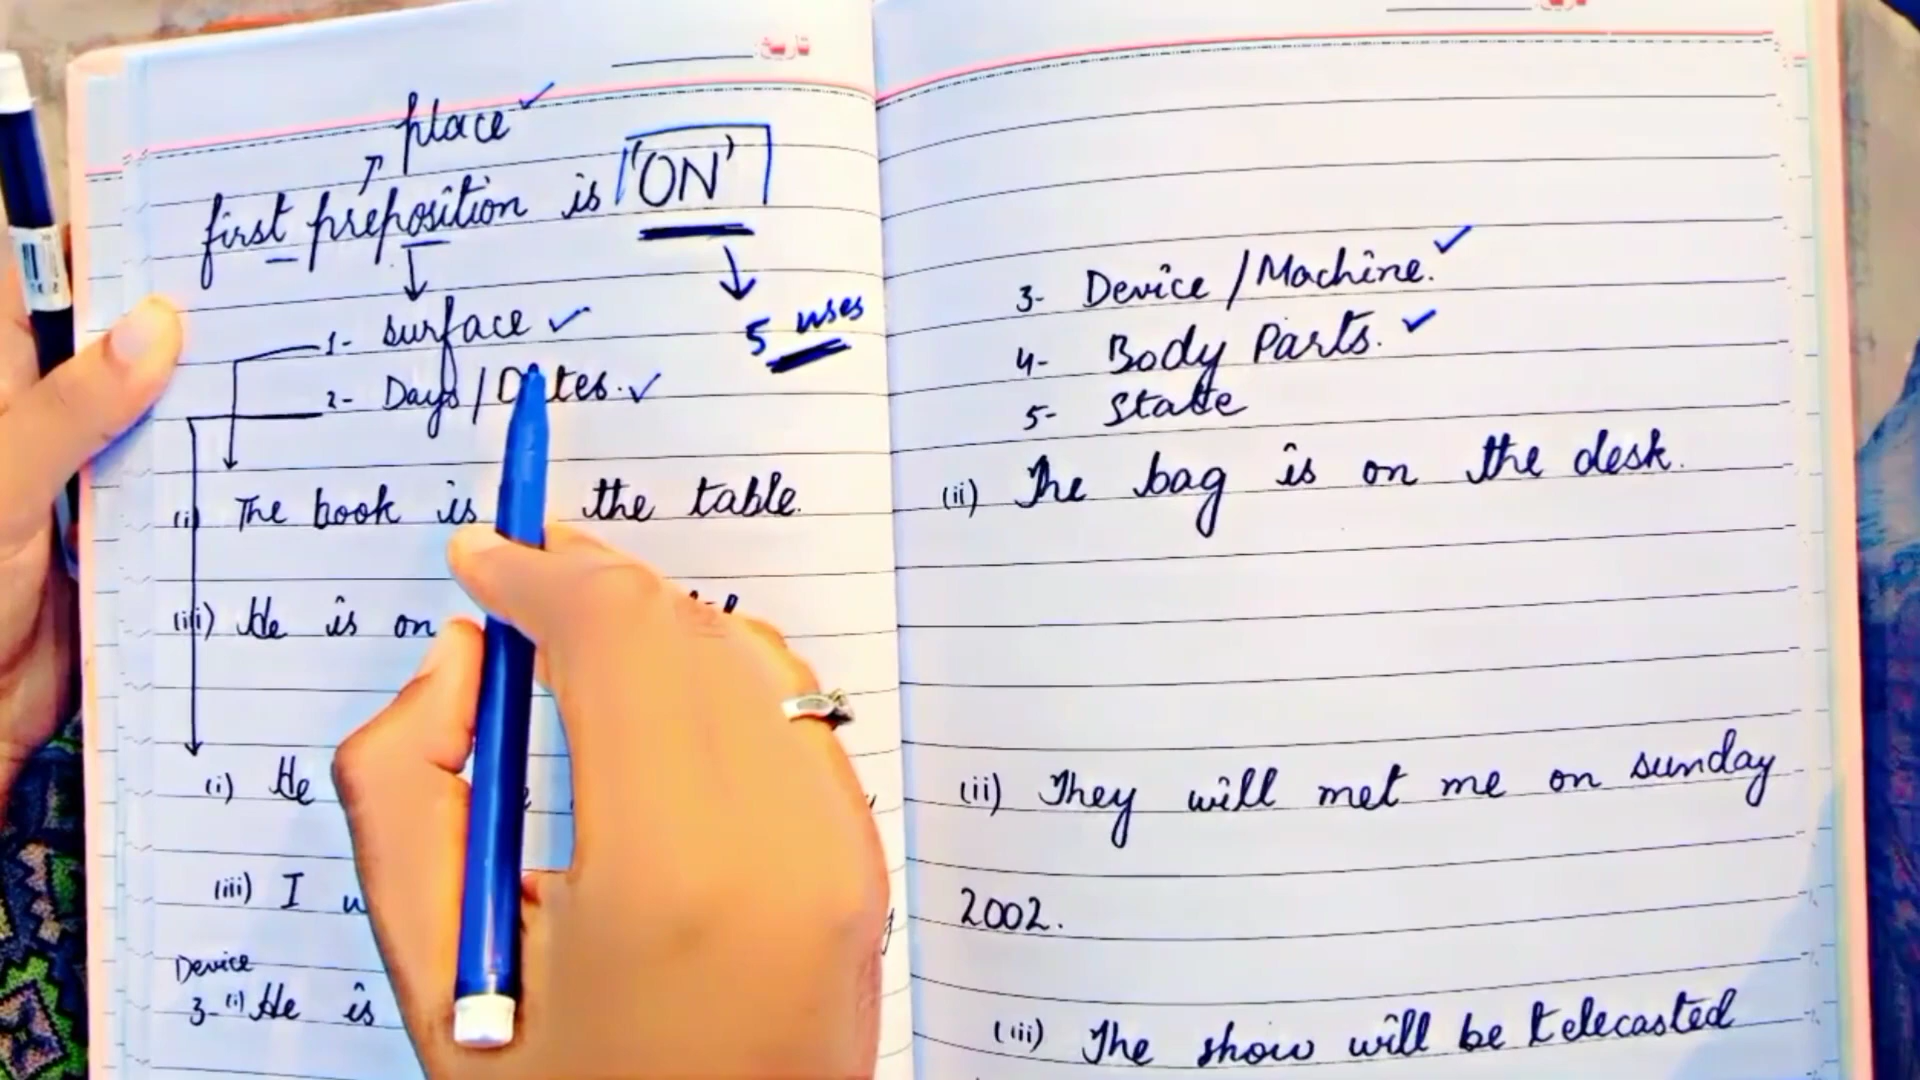 place
first preposition is 'ON'
5 uses
1- surface
2- Days/Dates.
(i) The book is the table.
(iii) He is on
(i) He
(iii) I
Device
3-(i) He is
3- Device/Machine.
4- Body Parts.
5- State
(ii) The bag is on the desk.
(ii) They will met me on sunday
2002.
(iii) The show will be telecasted